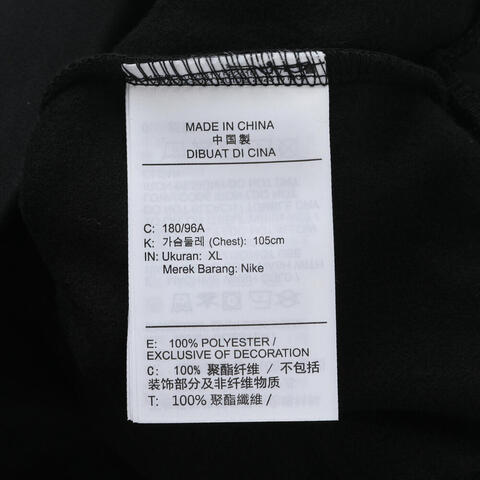 MADE IN CHINA
中国製
DIBUAT DI CINA
C: 180/96A
K: 가슴둘레 (Chest): 105cm
IN: Ukuran: XL
Merek Barang: Nike
E: 100% POLYESTER /
EXCLUSIVE OF DECORATION
C: 100% 聚酯纤维 / 不包括
装饰部分及非纤维物质
T: 100% 聚酯纖維 /